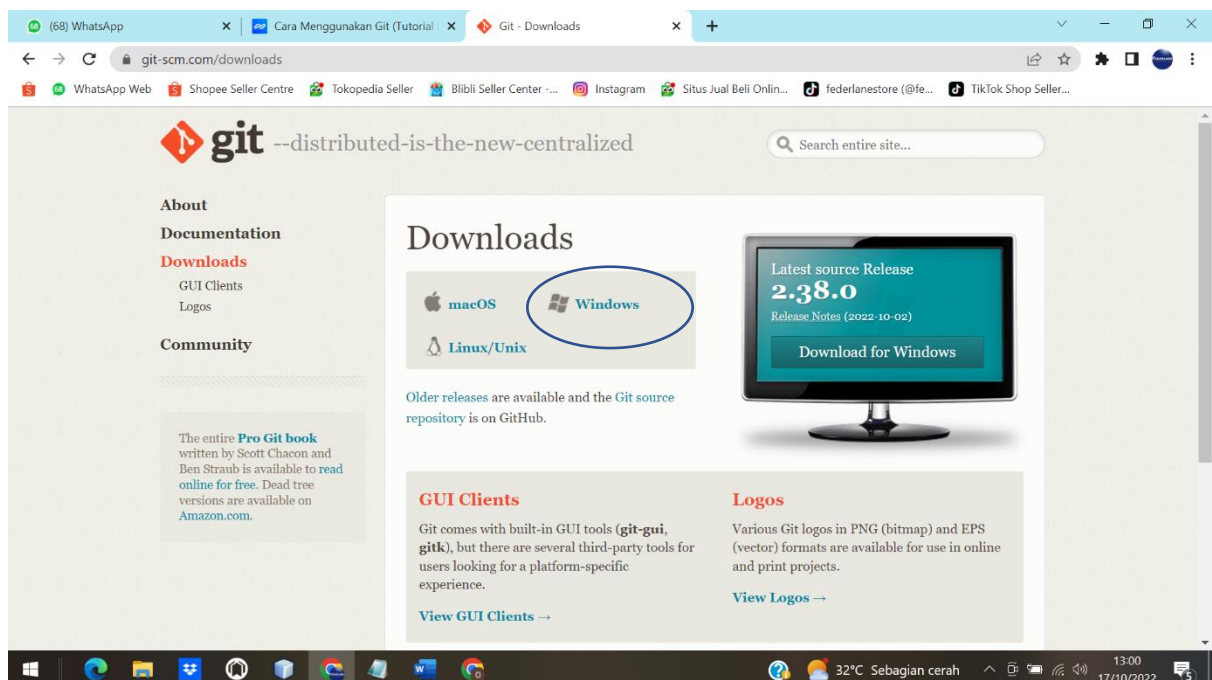 (68) WhatsApp
Cara Menggunakan Git (Tutorial
Git - Downloads
git-scm.com/downloads
WhatsApp Web
Shopee Seller Centre
Tokopedia Seller
Blibli Seller Center -...
Instagram
Situs Jual Beli Onlin...
federlanestore (@fe...
TikTok Shop Seller...
git --distributed-is-the-new-centralized
Search entire site...
About
Documentation
Downloads
GUI Clients
Logos
Community
The entire Pro Git book
written by Scott Chacon and
Ben Straub is available to read
online for free. Dead tree
versions are available on
Amazon.com.
Downloads
macOS
Windows
Linux/Unix
Older releases are available and the Git source
repository is on GitHub.
Latest source Release
2.38.0
Release Notes (2022-10-02)
Download for Windows
GUI Clients
Git comes with built-in GUI tools (git-gui,
gitk), but there are several third-party tools for
users looking for a platform-specific
experience.
View GUI Clients →
Logos
Various Git logos in PNG (bitmap) and EPS
(vector) formats are available for use in online
and print projects.
View Logos →
32°C Sebagian cerah
13:00
17/10/2022
5